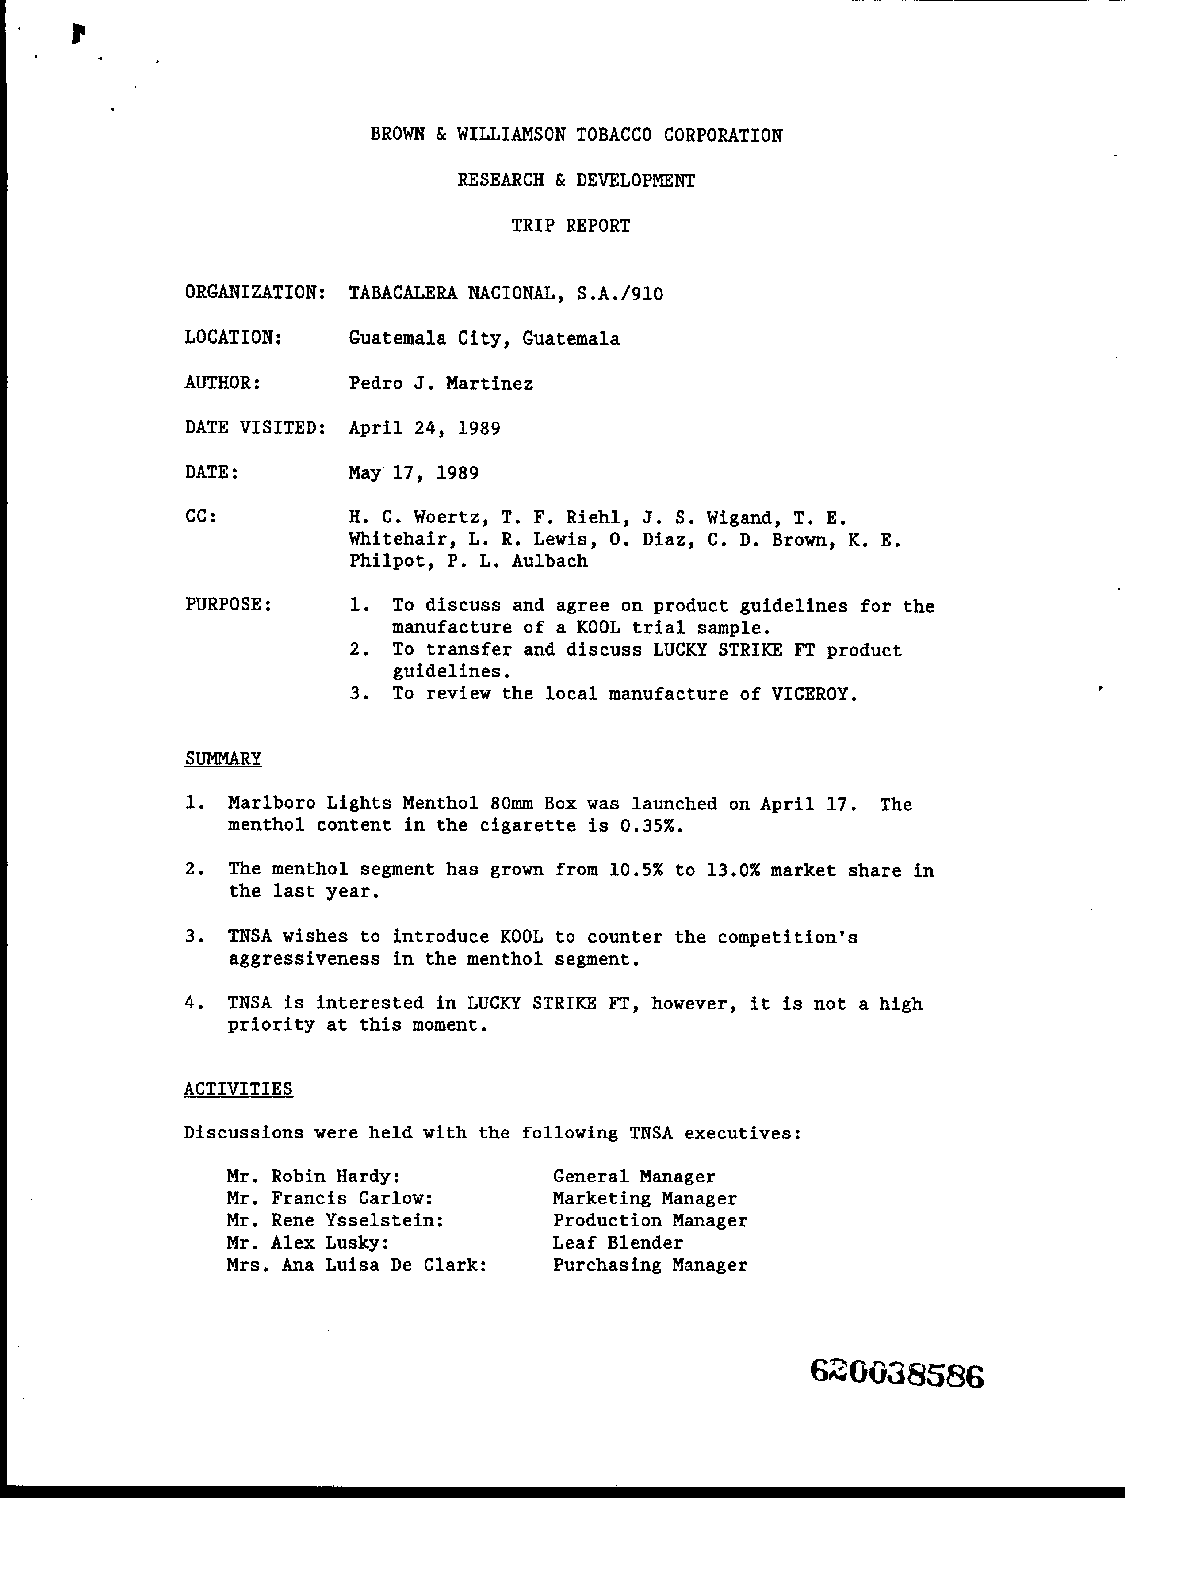 BROWN & WILLIAMSON TOBACCO CORPORATION
RESEARCH & DEVELOPMENT
TRIP REPORT
ORGANIZATION: TABACALERA NACIONAL, S.A./910
LOCATION: Guatemala City, Guatemala
AUTHOR: Pedro J. Martinez
DATE VISITED: April 24, 1989
DATE: May 17, 1989
CC: H. C. Woertz, T. F. Riehl, J. S. Wigand, T. E.
Whitehair, L. R. Lewis, O. Diaz, C. D. Brown, K. E.
Philpot, P. L. Aulbach
PURPOSE: 1. To discuss and agree on product guidelines for the
manufacture of a KOOL trial sample.
2. To transfer and discuss LUCKY STRIKE FT product
guidelines.
3. To review the local manufacture of VICEROY.
SUMMARY
1. Marlboro Lights Menthol 80mm Box was launched on April 17. The
menthol content in the cigarette is 0.35%.
2. The menthol segment has grown from 10.5% to 13.0% market share in
the last year.
3. TNSA wishes to introduce KOOL to counter the competition's
aggressiveness in the menthol segment.
4. TNSA is interested in LUCKY STRIKE FT, however, it is not a high
priority at this moment.
ACTIVITIES
Discussions were held with the following TNSA executives:
Mr. Robin Hardy: General Manager
Mr. Francis Carlow: Marketing Manager
Mr. Rene Ysselstein: Production Manager
Mr. Alex Lusky: Leaf Blender
Mrs. Ana Luisa De Clark: Purchasing Manager
620038586